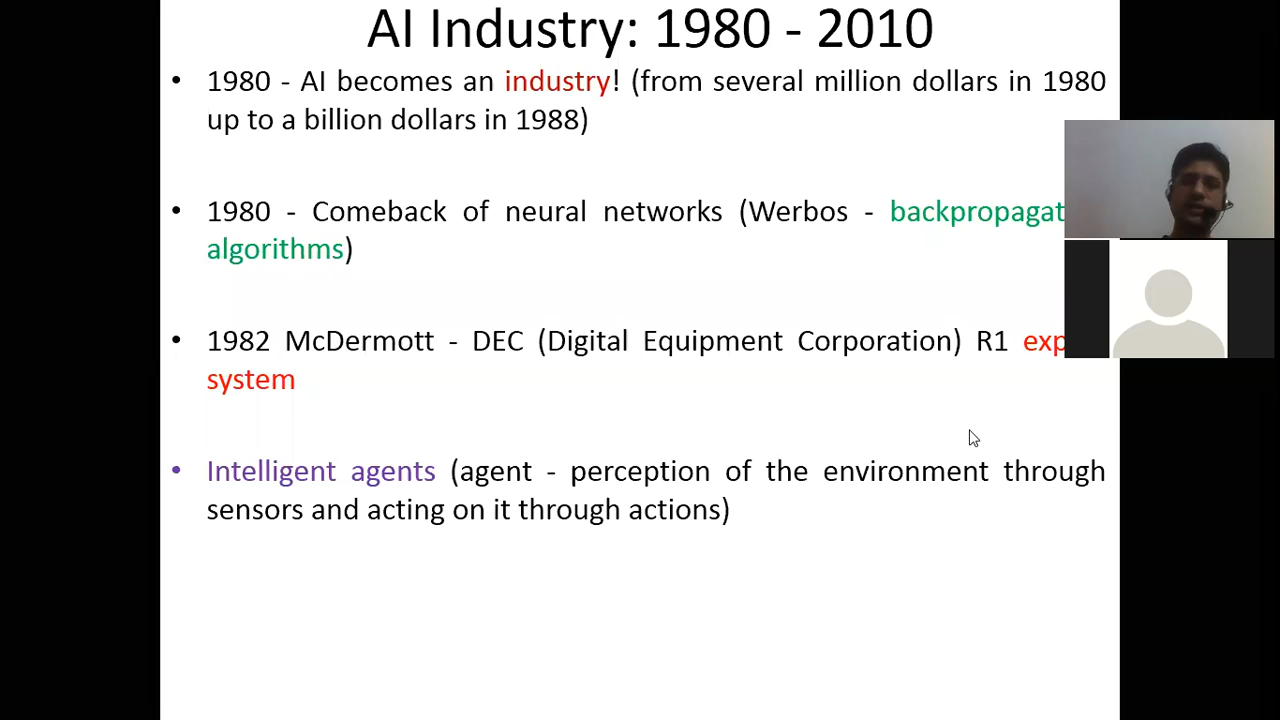 AI Industry: 1980 - 2010
• 1980 - AI becomes an industry! (from several million dollars in 1980
up to a billion dollars in 1988)
• 1980 - Comeback of neural networks (Werbos - backpropagat
algorithms)
• 1982 McDermott - DEC (Digital Equipment Corporation) R1 exp
system
• Intelligent agents (agent - perception of the environment through
sensors and acting on it through actions)